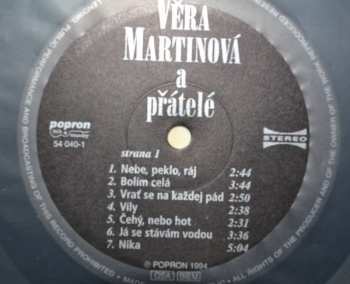 VĚRA
MARTINOVÁ
a
přátelé
popron
54 040-1
STEREO
strana 1
1. Nebe, peklo, ráj 2:44
2. Bolím celá 3:44
3. Vrať se na každej pád 2:50
4. Víly 2:38
5. Čehý, nebo hot 2:31
6. Já se stávám vodou 3:36
7. Nika 5:04
℗ POPRON 1994